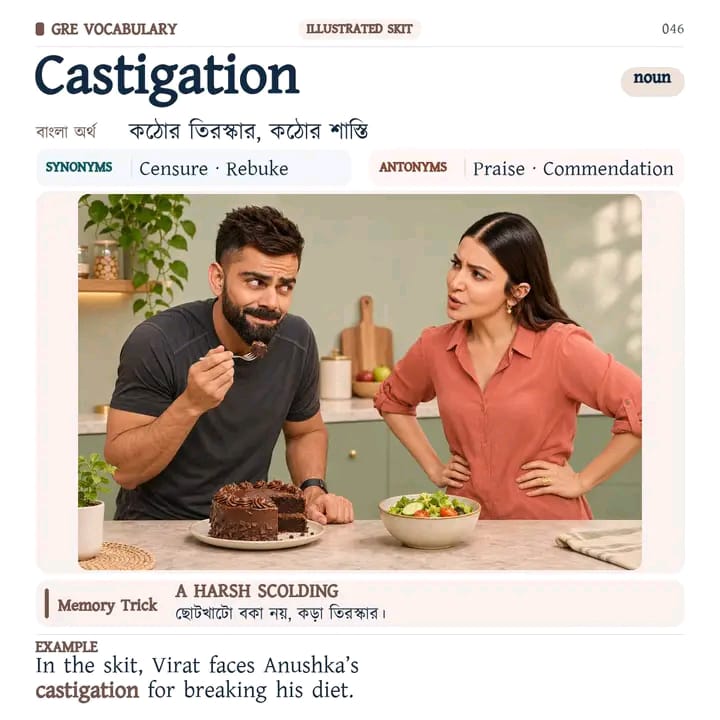 GRE VOCABULARY
ILLUSTRATED SKIT
046
Castigation
noun
বাংলা অর্থ কঠোর তিরস্কার, কঠোর শাস্তি
SYNONYMS Censure · Rebuke
ANTONYMS Praise · Commendation
Memory Trick
A HARSH SCOLDING
ছোটখাটো বকা নয়, কড়া তিরস্কার।
EXAMPLE
In the skit, Virat faces Anushka’s
castigation for breaking his diet.